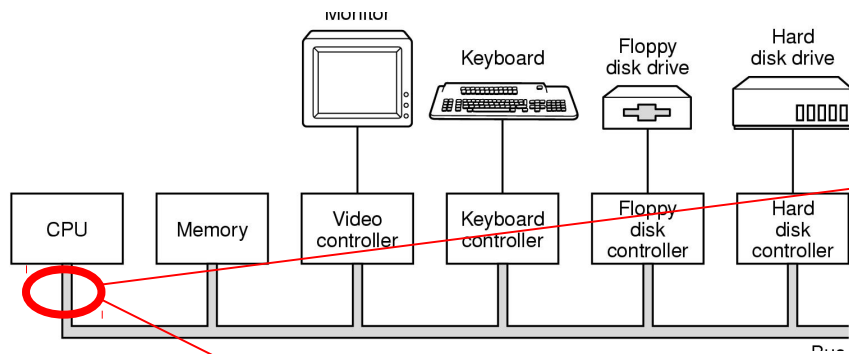 Monitor
Keyboard
Floppy
disk drive
Hard
disk drive
CPU
Memory
Video
controller
Keyboard
controller
Floppy
disk
controller
Hard
disk
controller
Bus